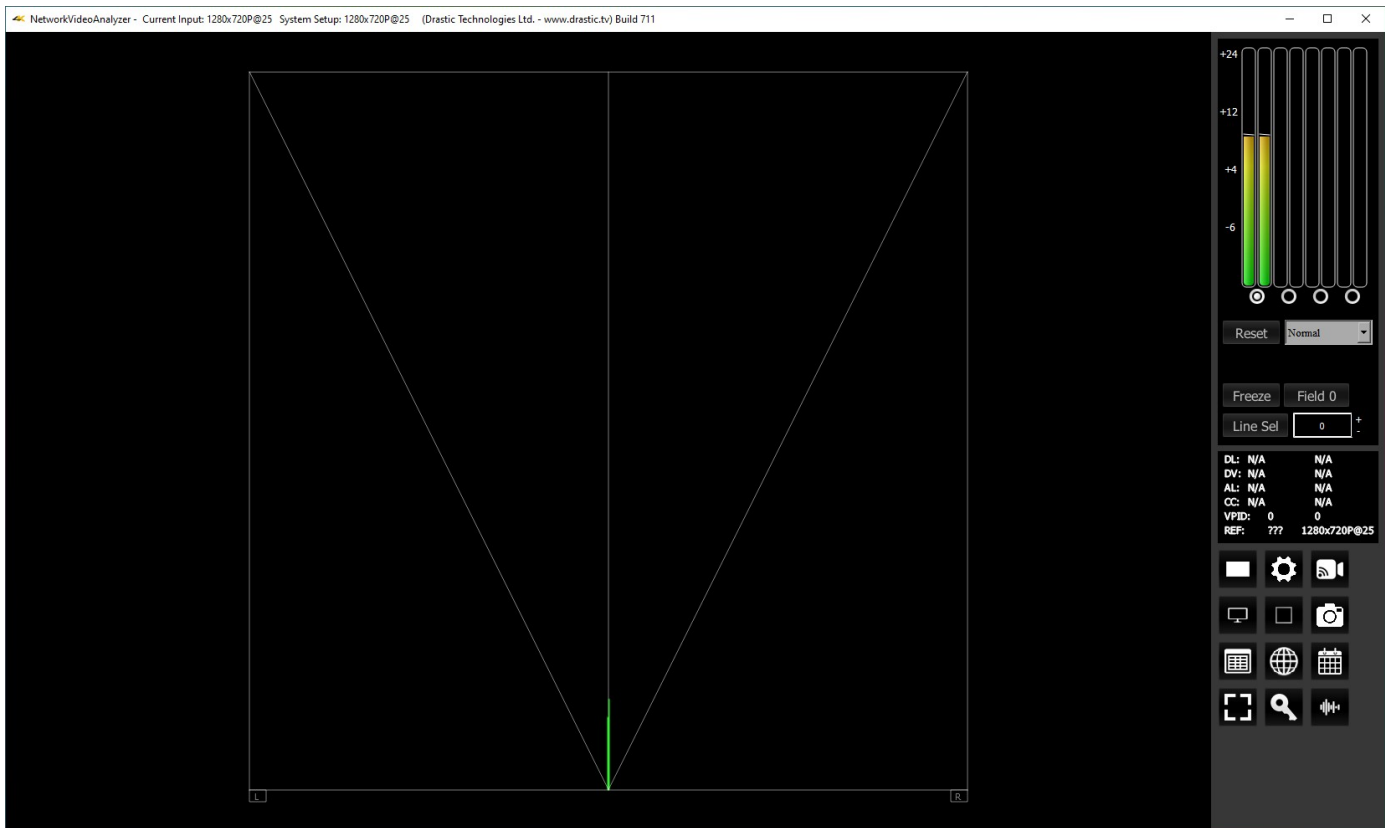 NetworkVideoAnalyzer - Current Input: 1280x720P@25 System Setup: 1280x720P@25 (Drastic Technologies Ltd. - www.drastic.tv) Build 711
+24
+12
+4
-6
Reset Normal
Freeze Field 0
Line Sel 0 + -
DL: N/A N/A
DV: N/A N/A
AL: N/A N/A
CC: N/A N/A
VPID: 0 0
REF: ??? 1280x720P@25
L R